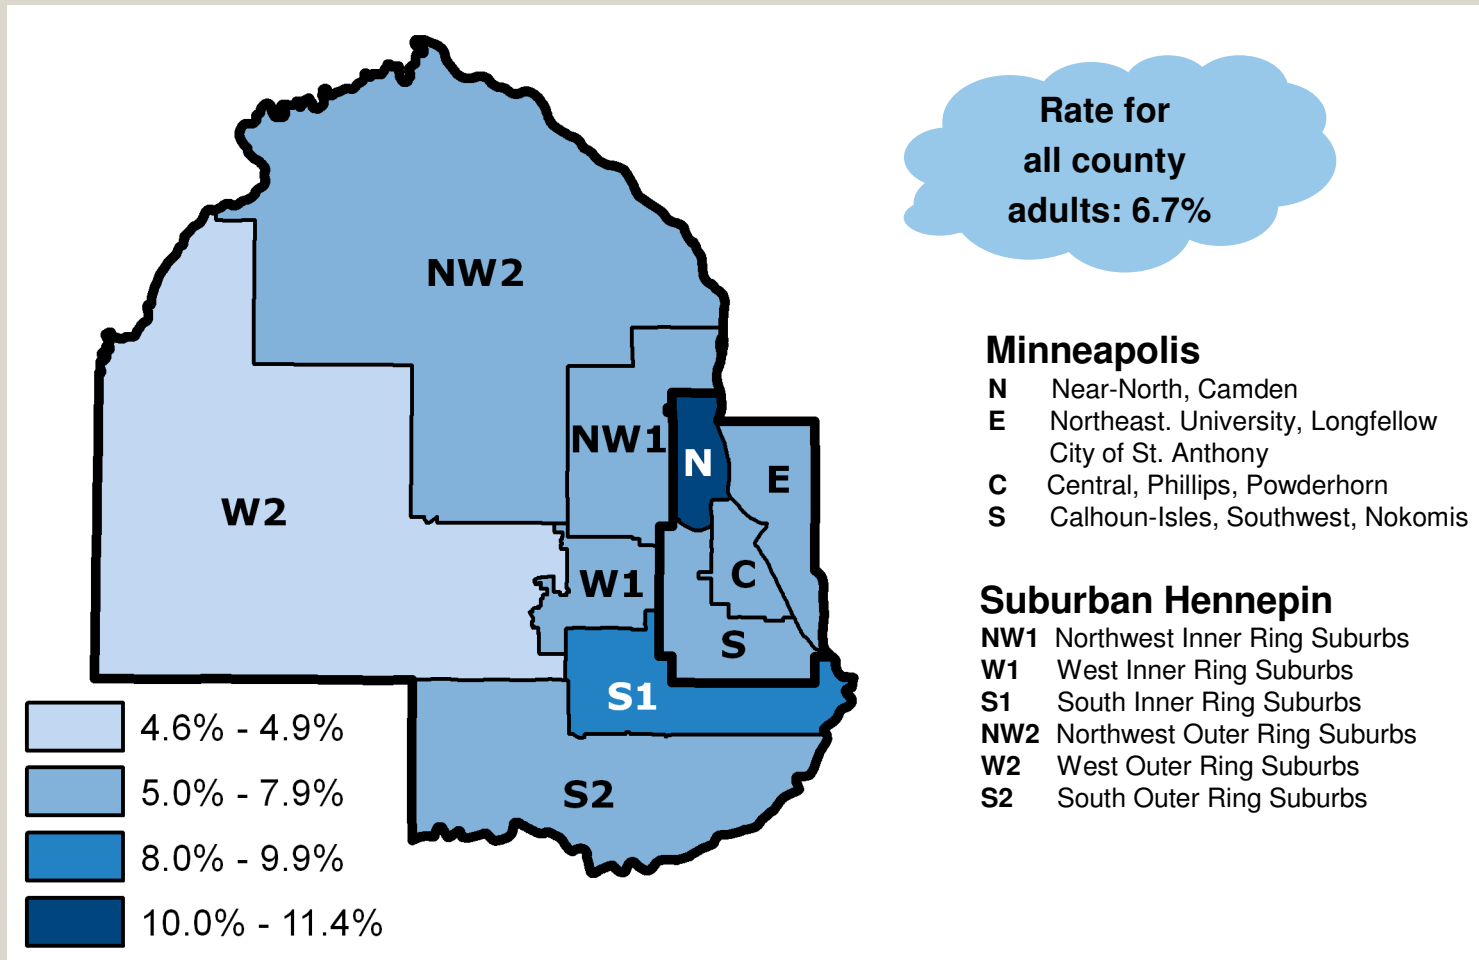 Rate for
all county
adults: 6.7%
NW2
NW1
N
E
W2
W1
C
S
S1
S2
4.6% - 4.9%
5.0% - 7.9%
8.0% - 9.9%
10.0% - 11.4%
Minneapolis
N Near-North, Camden
E Northeast. University, Longfellow
City of St. Anthony
C Central, Phillips, Powderhorn
S Calhoun-Isles, Southwest, Nokomis
Suburban Hennepin
NW1 Northwest Inner Ring Suburbs
W1 West Inner Ring Suburbs
S1 South Inner Ring Suburbs
NW2 Northwest Outer Ring Suburbs
W2 West Outer Ring Suburbs
S2 South Outer Ring Suburbs